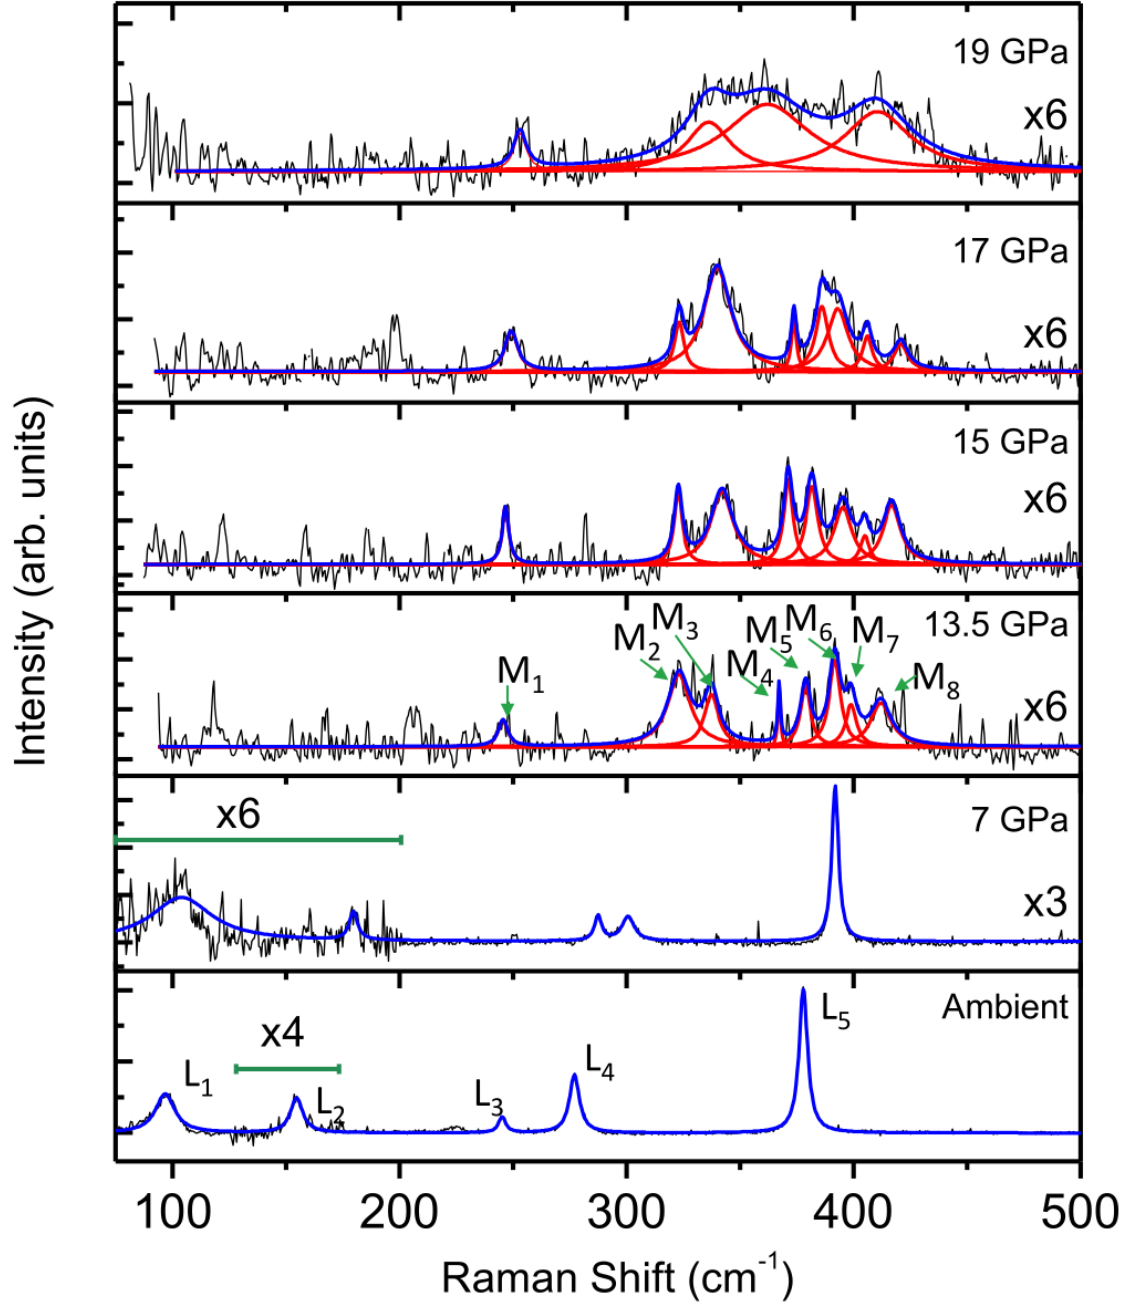 19 GPa
x6
17 GPa
x6
15 GPa
x6
13.5 GPa
x6
M1
M2
M3
M4
M5
M6
M7
M8
7 GPa
x6
x3
Ambient
x4
L1
L2
L3
L4
L5
100 200 300 400 500
Raman Shift (cm⁻¹)
Intensity (arb. units)